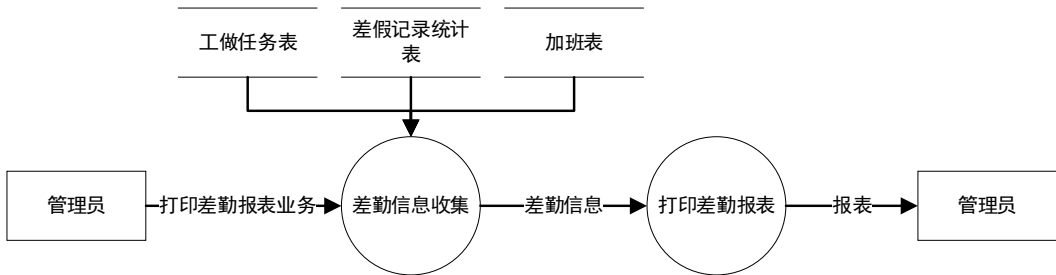 工做任务表
差假记录统计
表
加班表
管理员
打印差勤报表业务
差勤信息收集
差勤信息
打印差勤报表
报表
管理员